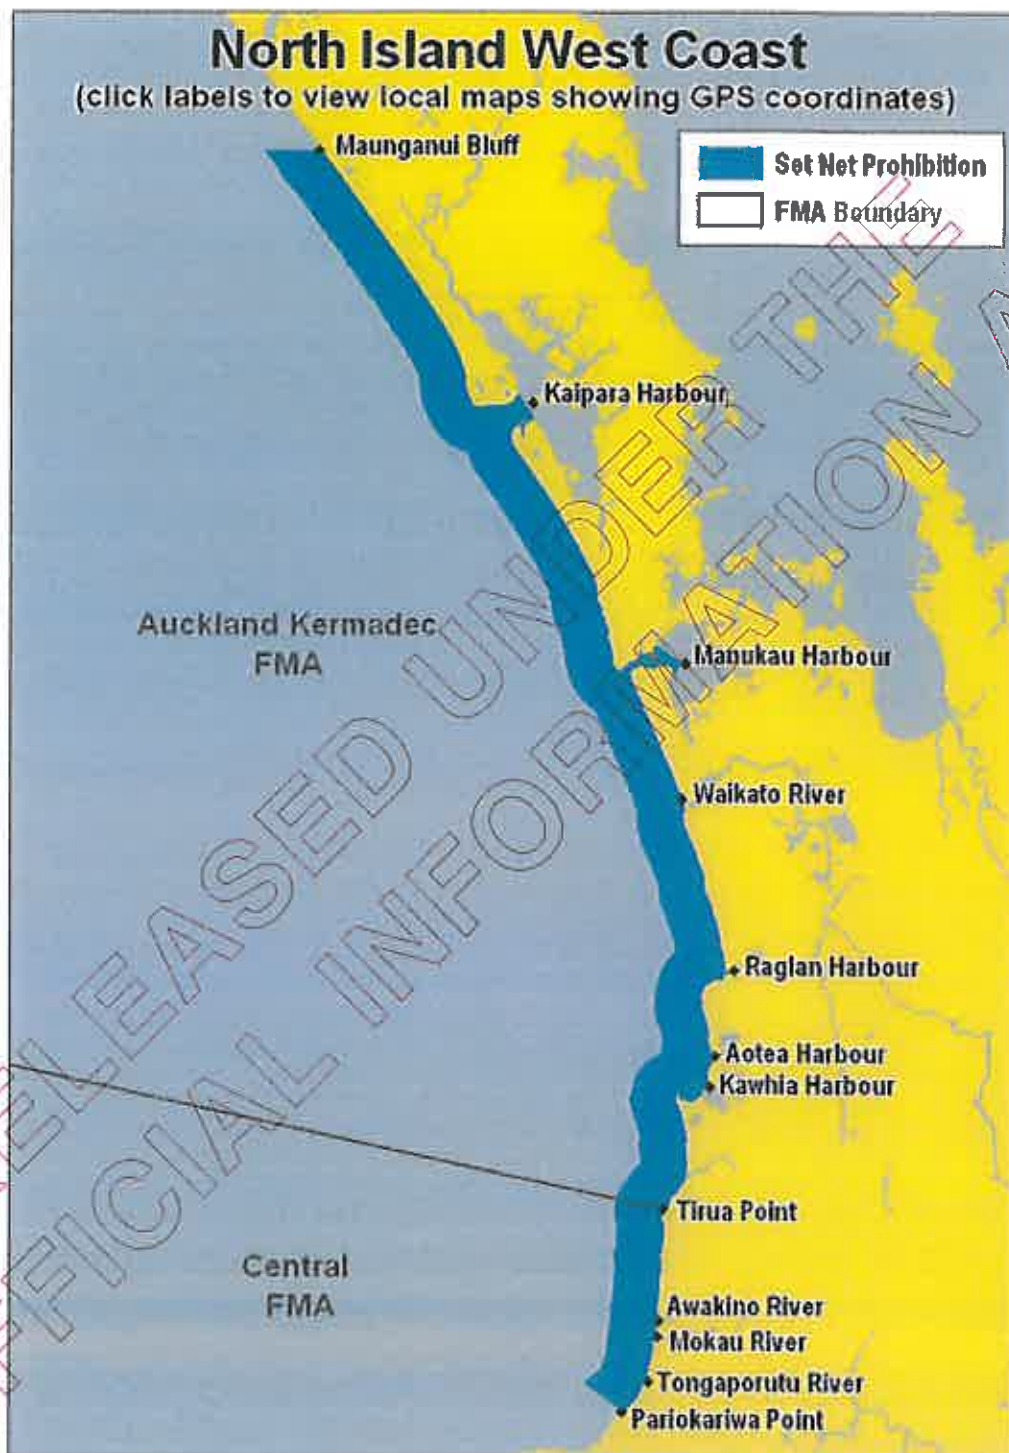 North Island West Coast
(click labels to view local maps showing GPS coordinates)
Maunganui Bluff
Set Net Prohibition
FMA Boundary
Kaipara Harbour
Auckland Kermadec
FMA
Manukau Harbour
Waikato River
Raglan Harbour
Aotea Harbour
Kawhia Harbour
Tirua Point
Central
FMA
Awakino River
Mokau River
Tongaporutu River
Pariokariwa Point
RELEASED UNDER THE
OFFICIAL INFORMATION A